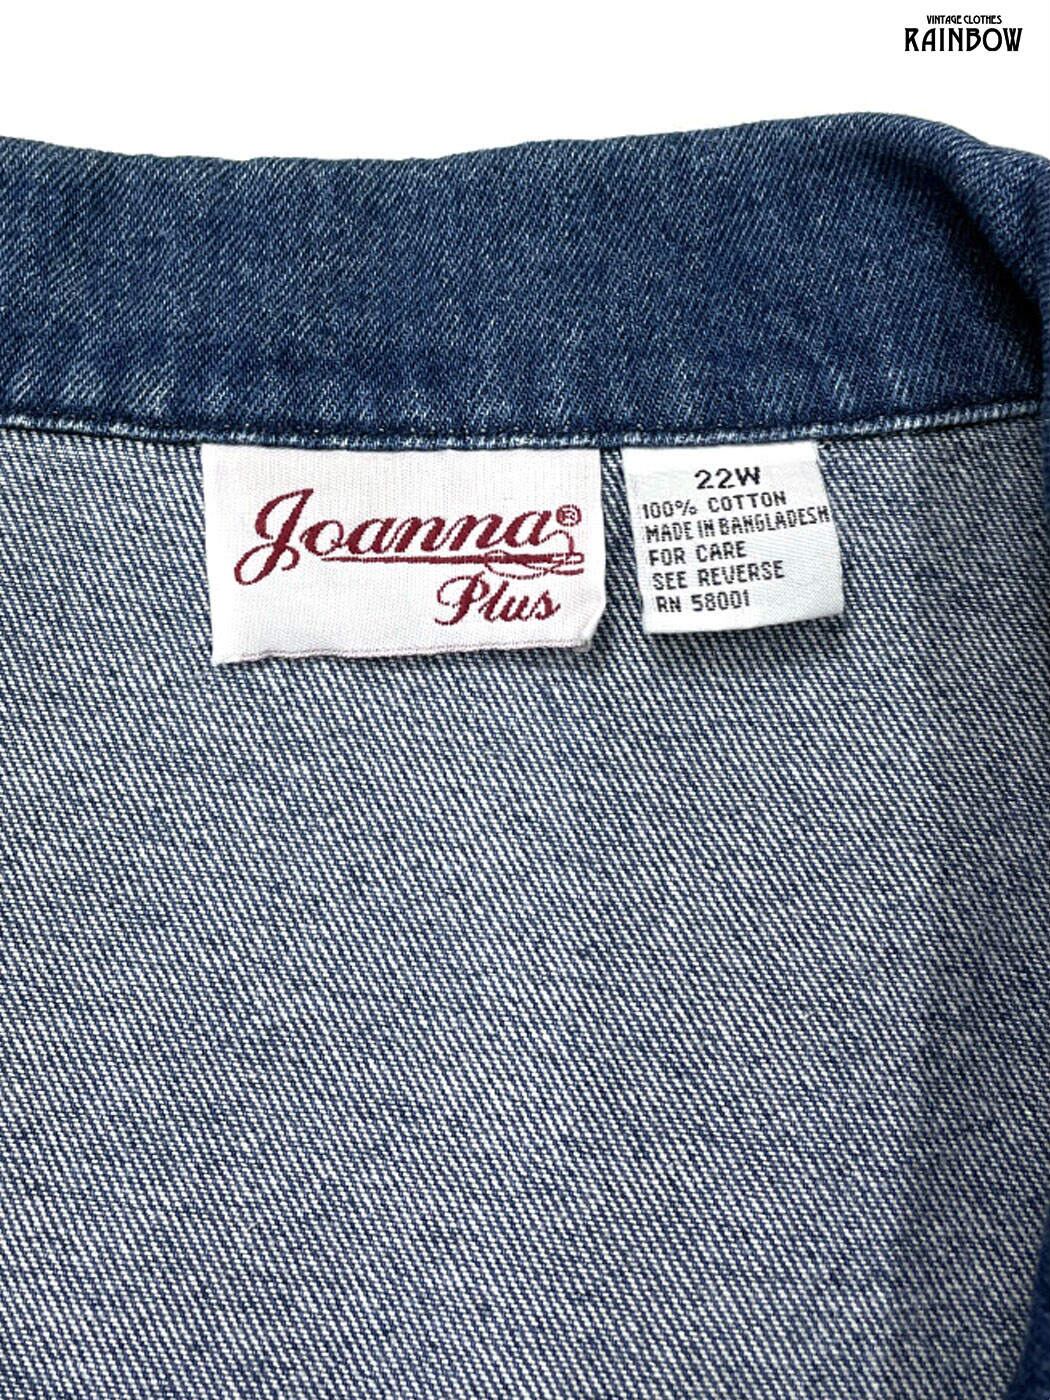 VINTAGE CLOTHES
RAINBOW
Joanna®
Plus
22W
100% COTTON
MADE IN BANGLADESH
FOR CARE
SEE REVERSE
RN 58001